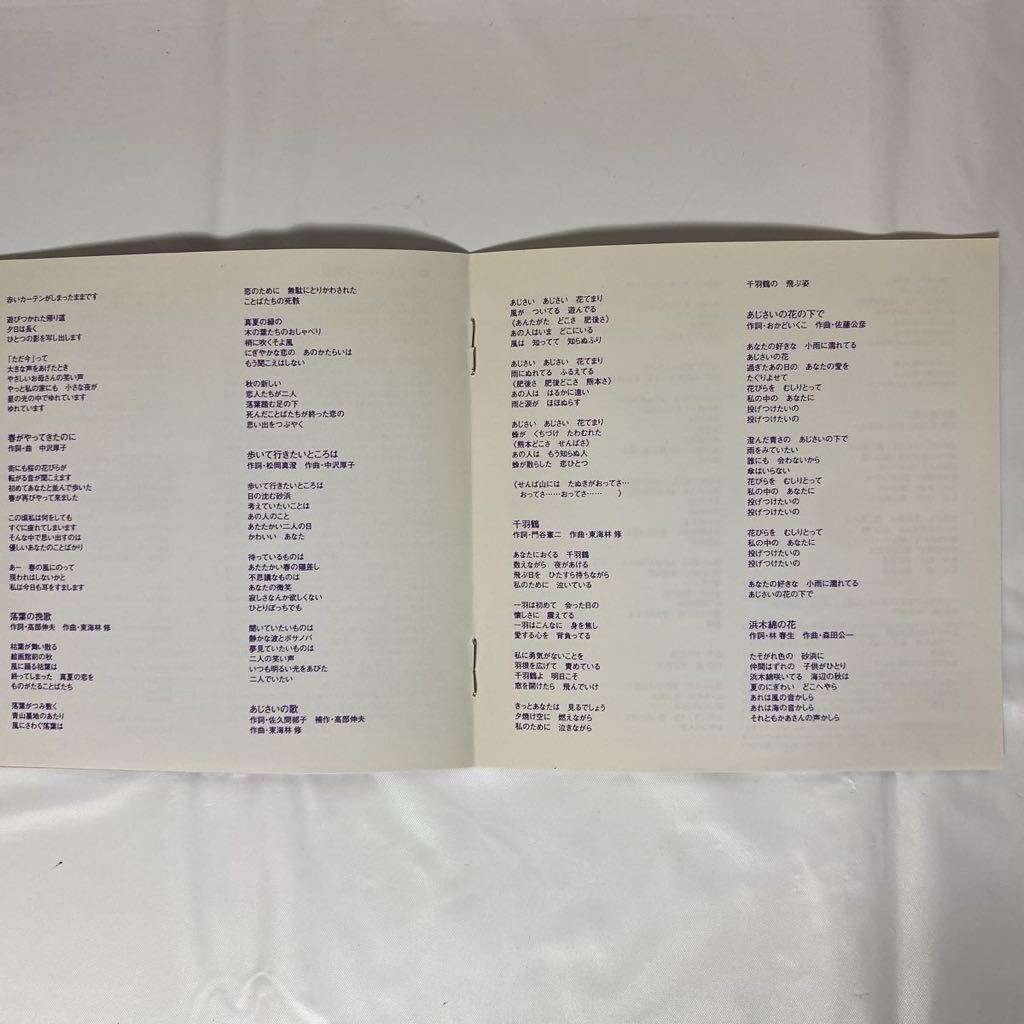 赤いカーテンがしまったままです
遊びつかれた帰り道
夕日は長く
ひとつの影を写し出します
「ただ今」って
大きな声をあげたとき
やさしいお母さんの笑い声
やっと私の家にも　小さな夜が
星の光の中でゆれています
ゆれています
春がやってきたのに
作詞・曲　中沢厚子
街にも桜の花びらが
転がる音が聞こえます
初めてあなたと並んで歩いた
春が再びやって来ました
この頃私は何をしても
すぐに疲れてしまいます
そんな中で思い出すのは
優しいあなたのことばかり
あー　春の風にのって
現われはしないかと
私は今日も耳をすまします
落葉の挽歌
作詞・高部伸夫　作曲・東海林 修
枯葉が舞い散る
絵画館前の秋
風に踊る枯葉は
終ってしまった　真夏の恋を
ものがたることばたち
落葉がつみ敷く
青山墓地のあたり
風にさわぐ落葉は
恋のために　無駄にとりかわされた
ことばたちの死骸
真夏の緑の
木の葉たちのおしゃべり
梢に吹くそよ風
にぎやかな恋の　あのかたらいは
もう聞こえはしない
秋の新しい
恋人たちが二人
落葉踏む足の下
死んだことばたちが終った恋の
思い出をつぶやく
歩いて行きたいところは
作詞・松岡真澄　作曲・中沢厚子
歩いて行きたいところは
日の沈む砂浜
考えていたいことは
あの人のこと
あたたかい二人の日
かわいい　あなた
待っているものは
あたたかい春の陽差し
不思議なものは
あなたの微笑
寂しさなんか欲しくない
ひとりぼっちでも
聞いていたいものは
静かな波とボサノバ
夢見ていたいものは
二人の笑い声
いつも明るい光をあびた
二人でいたい
あじさいの歌
作詞・佐久間郁子　補作・高部伸夫
作曲・東海林 修
あじさい　あじさい　花てまり
風が　ついてる　遊んでる
（あんたがた　どこさ　肥後さ）
あの人はいま　どこにいる
風は　知ってて　知らぬふり
あじさい　あじさい　花てまり
雨にぬれてる　ふるえてる
（肥後さ　肥後どこさ　熊本さ）
あの人は　はるかに遠い
雨と涙が　ほほぬらす
あじさい　あじさい　花てまり
蜂が　くちづけ　たわむれた
（熊本どこさ　せんばさ）
あの人は　もう知らぬ人
蜂が散らした　恋ひとつ
（せんば山には　たぬきがおってさ…
おってさ……おってさ……　　）
千羽鶴
作詞・門谷憲二　作曲・東海林 修
あなたにおくる　千羽鶴
数えながら　夜があける
飛ぶ日を　ひたすら待ちながら
私のために　泣いている
一羽は初めて　会った日の
懐しさに　震えてる
一羽はこんなに　身を焦し
愛する心を　背負ってる
私に勇気がないことを
羽根を広げて　責めている
千羽鶴よ　明日こそ
窓を開けたら　飛んでいけ
きっとあなたは　見るでしょう
夕焼け空に　燃えながら
私のために　泣きながら
千羽鶴の　飛ぶ姿
あじさいの花の下で
作詞・おかどいくこ　作曲・佐藤公彦
あなたの好きな　小雨に濡れてる
あじさいの花
過ぎたあの日の　あなたの愛を
たぐりよせて
花びらを　むしりとって
私の中の　あなたに
投げつけたいの
投げつけたいの
澄んだ青さの　あじさいの下で
雨をみていたい
誰にも　会わないから
傘はいらない
花びらを　むしりとって
私の中の　あなたに
投げつけたいの
投げつけたいの
花びらを　むしりとって
私の中の　あなたに
投げつけたいの
投げつけたいの
あなたの好きな　小雨に濡れてる
あじさいの花の下で
浜木綿の花
作詞・林 春生　作曲・森田公一
たそがれ色の　砂浜に
仲間はずれの　子供がひとり
浜木綿咲いてる　海辺の秋は
夏のにぎわい　どこへやら
あれは風の音かしら
あれは海の音かしら
それともかあさんの声かしら